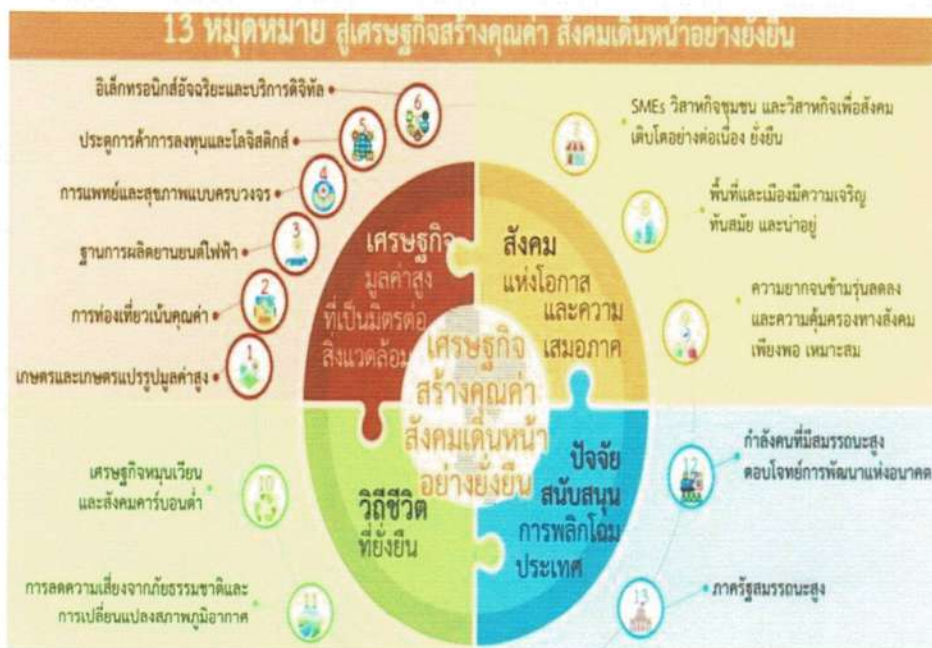 13 หมุดหมาย สู่เศรษฐกิจสร้างคุณค่า สังคมเดินหน้าอย่างยั่งยืน
อิเล็กทรอนิกส์อัจฉริยะและบริการดิจิทัล
6
ประตูการค้าการลงทุนและโลจิสติกส์
5
การแพทย์และสุขภาพแบบครบวงจร
4
ฐานการผลิตยานยนต์ไฟฟ้า
3
การท่องเที่ยวเน้นคุณค่า
2
เกษตรและเกษตรแปรรูปมูลค่าสูง
1
เศรษฐกิจ
มูลค่าสูง
ที่เป็นมิตรต่อ
สิ่งแวดล้อม
สังคม
แห่งโอกาส
และความ
เสมอภาค
7
SMEs วิสาหกิจชุมชน และวิสาหกิจเพื่อสังคม
เติบโตอย่างต่อเนื่อง ยั่งยืน
8
พื้นที่และเมืองมีความเจริญ
ทันสมัย และน่าอยู่
9
ความยากจนข้ามรุ่นลดลง
และความคุ้มครองทางสังคม
เพียงพอ เหมาะสม
เศรษฐกิจ
สร้างคุณค่า
สังคมเดินหน้า
อย่างยั่งยืน
เศรษฐกิจหมุนเวียน
และสังคมคาร์บอนต่ำ
10
การลดความเสี่ยงจากภัยธรรมชาติและ
การเปลี่ยนแปลงสภาพภูมิอากาศ
11
วิถีชีวิต
ที่ยั่งยืน
ปัจจัย
สนับสนุน
การพลิกโฉม
ประเทศ
12
กำลังคนที่มีสมรรถนะสูง
ตอบโจทย์การพัฒนาแห่งอนาคต
13
ภาครัฐสมรรถนะสูง